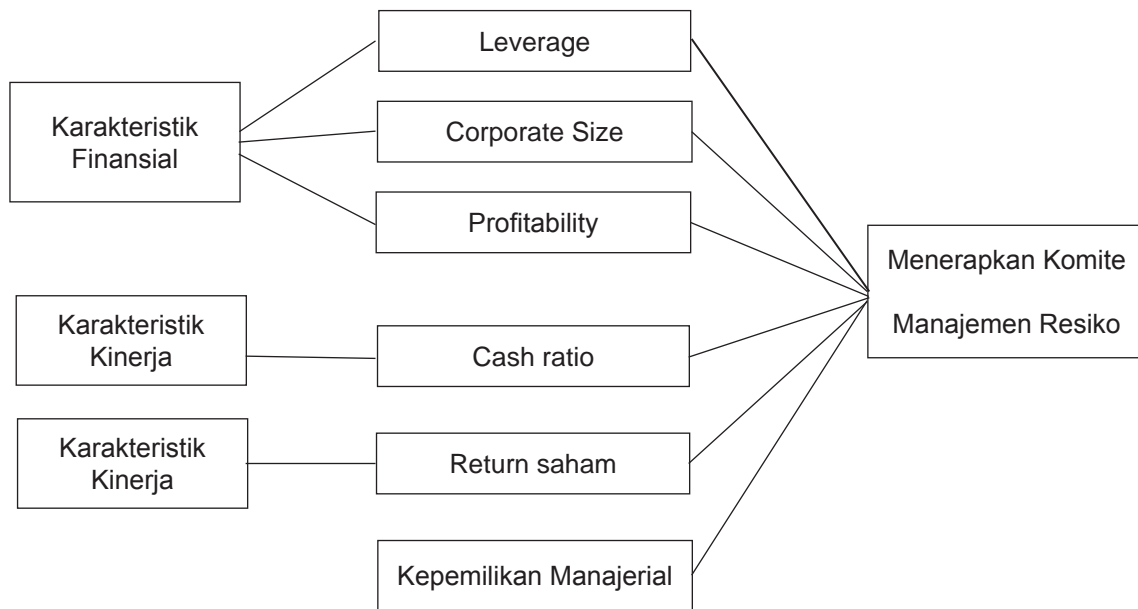 Karakteristik
Finansial
Leverage
Corporate Size
Profitability
Karakteristik
Kinerja
Cash ratio
Karakteristik
Kinerja
Return saham
Kepemilikan Manajerial
Menerapkan Komite
Manajemen Resiko